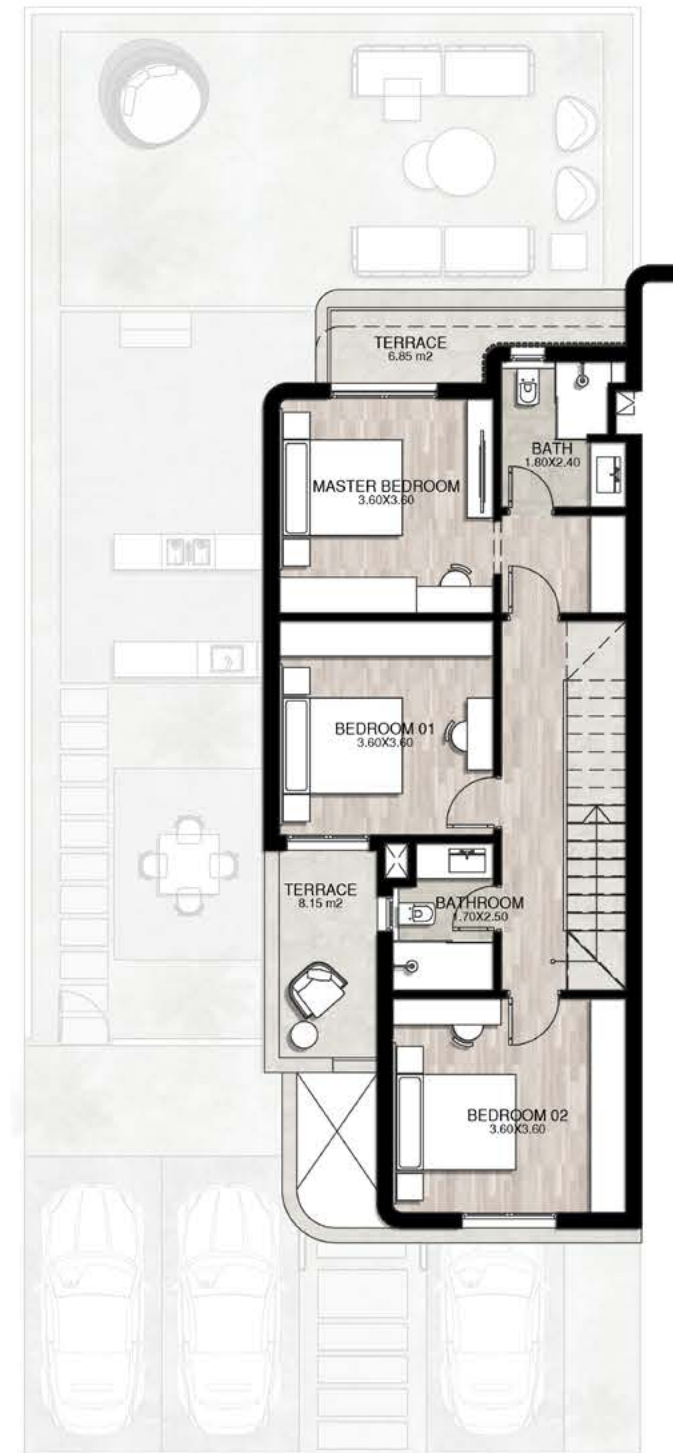 TERRACE
6.85 m2
BATH
1.80X2.40
MASTER BEDROOM
3.60X3.60
BEDROOM 01
3.60X3.60
TERRACE
8.15 m2
BATHROOM
1.70X2.50
BEDROOM 02
3.60X3.60